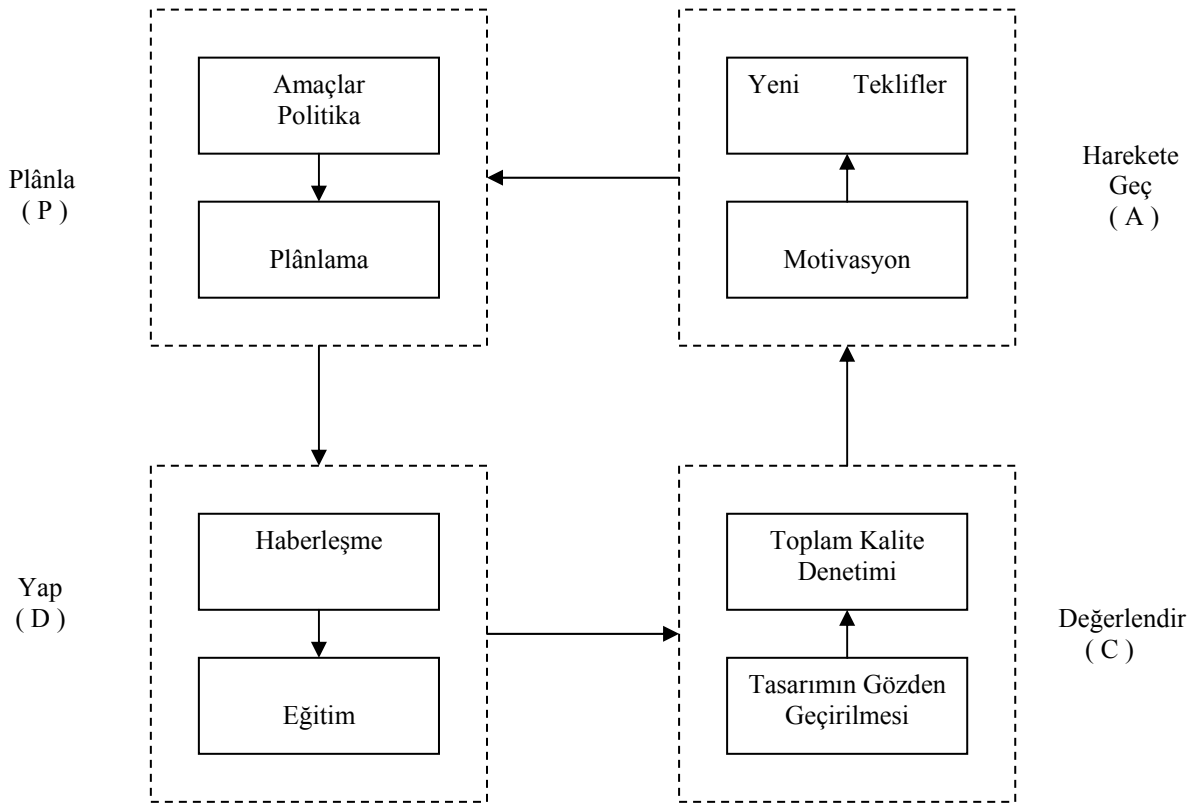 Amaçlar
Politika
Plânlama
Plânla
( P )
Yeni Teklifler
Motivasyon
Harekete
Geç
( A )
Haberleşme
Eğitim
Yap
( D )
Toplam Kalite
Denetimi
Tasarımın Gözden
Geçirilmesi
Değerlendir
( C )